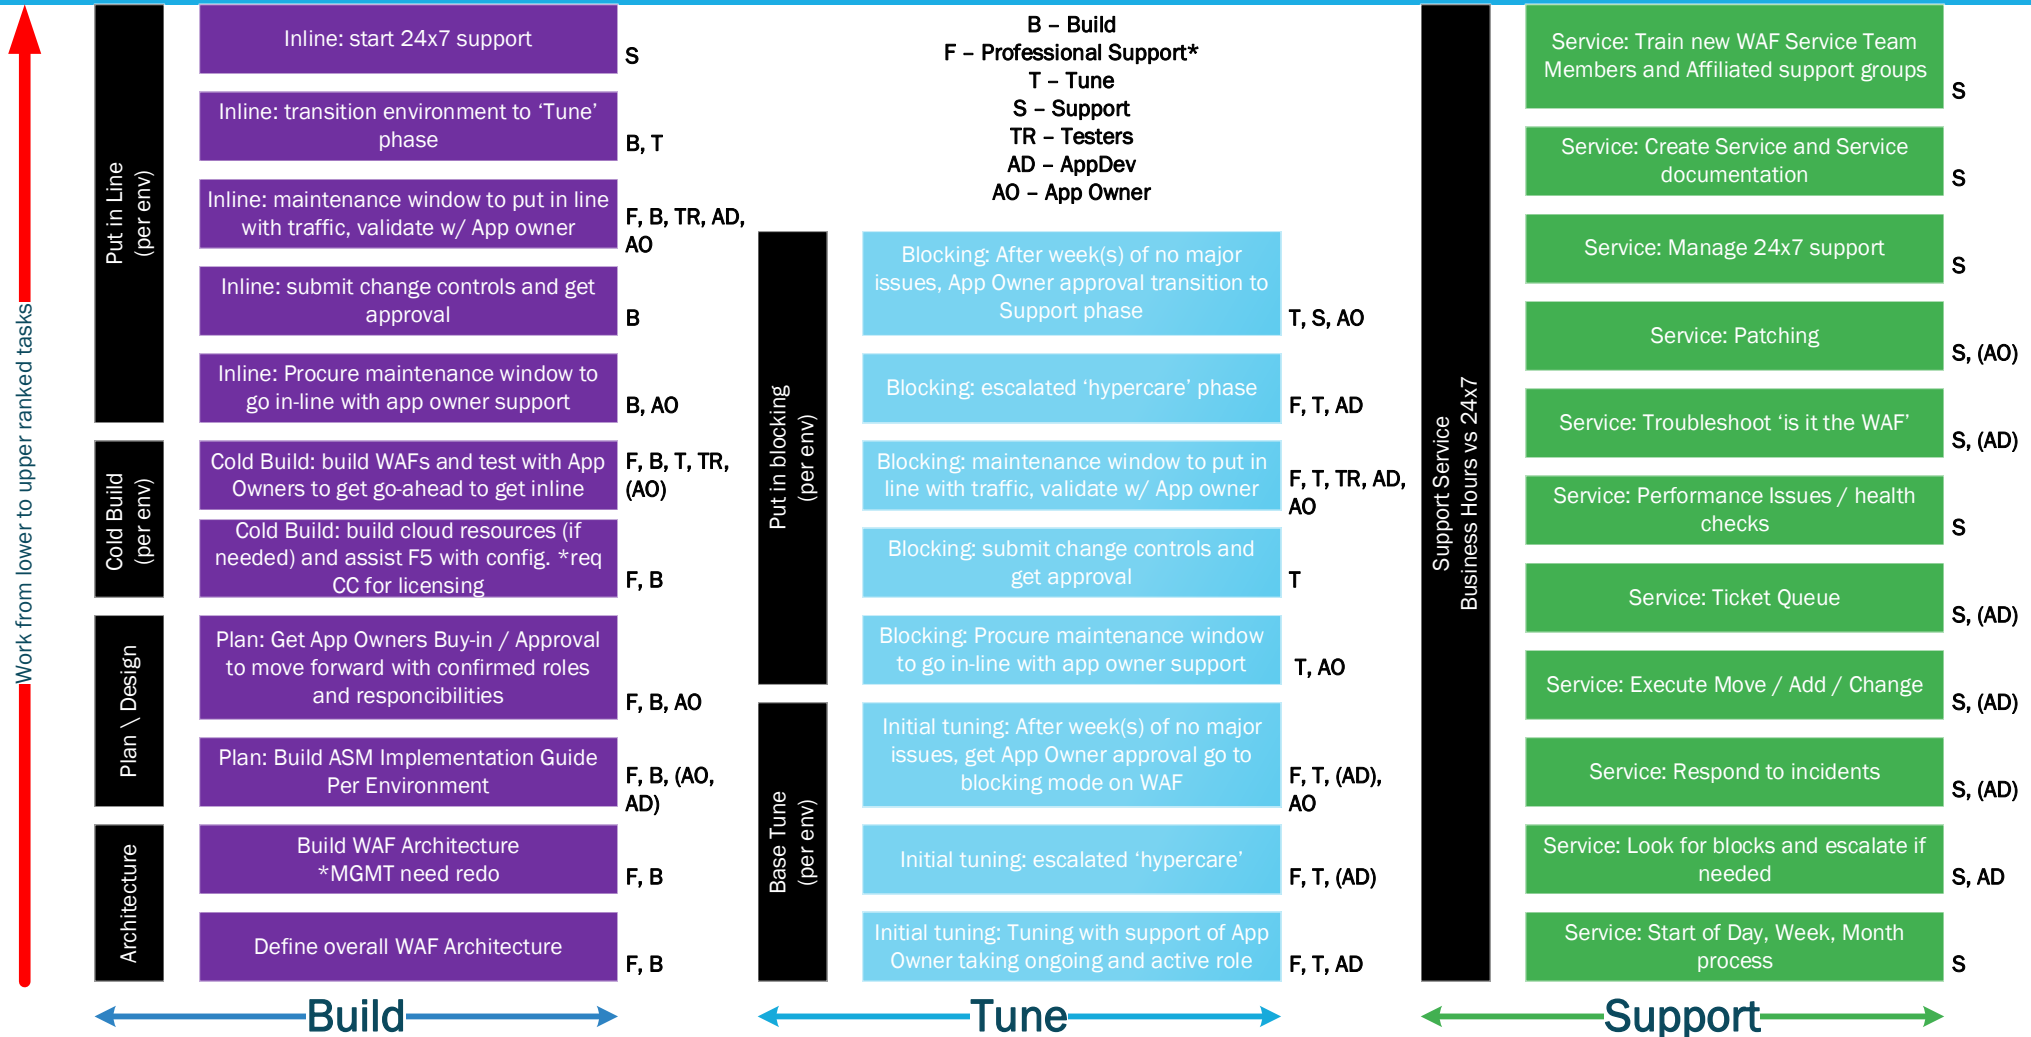 Work from lower to upper ranked tasks
Put in Line
(per env)
Inline: start 24x7 support
S
Inline: transition environment to ‘Tune’
phase
B, T
Inline: maintenance window to put in line
with traffic, validate w/ App owner
F, B, TR, AD,
AO
Inline: submit change controls and get
approval
B
Inline: Procure maintenance window to
go in-line with app owner support
B, AO
Cold Build
(per env)
Cold Build: build WAFs and test with App
Owners to get go-ahead to get inline
F, B, T, TR,
(AO)
Cold Build: build cloud resources (if
needed) and assist F5 with config. *req
CC for licensing
F, B
Plan \ Design
Plan: Get App Owners Buy-in / Approval
to move forward with confirmed roles
and responcibilities
F, B, AO
Plan: Build ASM Implementation Guide
Per Environment
F, B, (AO,
AD)
Architecture
Build WAF Architecture
*MGMT need redo
F, B
Define overall WAF Architecture
F, B
Build
B – Build
F – Professional Support*
T – Tune
S – Support
TR – Testers
AD – AppDev
AO – App Owner
Put in blocking
(per env)
Blocking: After week(s) of no major
issues, App Owner approval transition to
Support phase
T, S, AO
Blocking: escalated ‘hypercare’ phase
F, T, AD
Blocking: maintenance window to put in
line with traffic, validate w/ App owner
F, T, TR, AD,
AO
Blocking: submit change controls and
get approval
T
Blocking: Procure maintenance window
to go in-line with app owner support
T, AO
Base Tune
(per env)
Initial tuning: After week(s) of no major
issues, get App Owner approval go to
blocking mode on WAF
F, T, (AD),
AO
Initial tuning: escalated ‘hypercare’
F, T, (AD)
Initial tuning: Tuning with support of App
Owner taking ongoing and active role
F, T, AD
Tune
Support Service
Business Hours vs 24x7
Service: Train new WAF Service Team
Members and Affiliated support groups
S
Service: Create Service and Service
documentation
S
Service: Manage 24x7 support
S
Service: Patching
S, (AO)
Service: Troubleshoot ‘is it the WAF’
S, (AD)
Service: Performance Issues / health
checks
S
Service: Ticket Queue
S, (AD)
Service: Execute Move / Add / Change
S, (AD)
Service: Respond to incidents
S, (AD)
Service: Look for blocks and escalate if
needed
S, AD
Service: Start of Day, Week, Month
process
S
Support